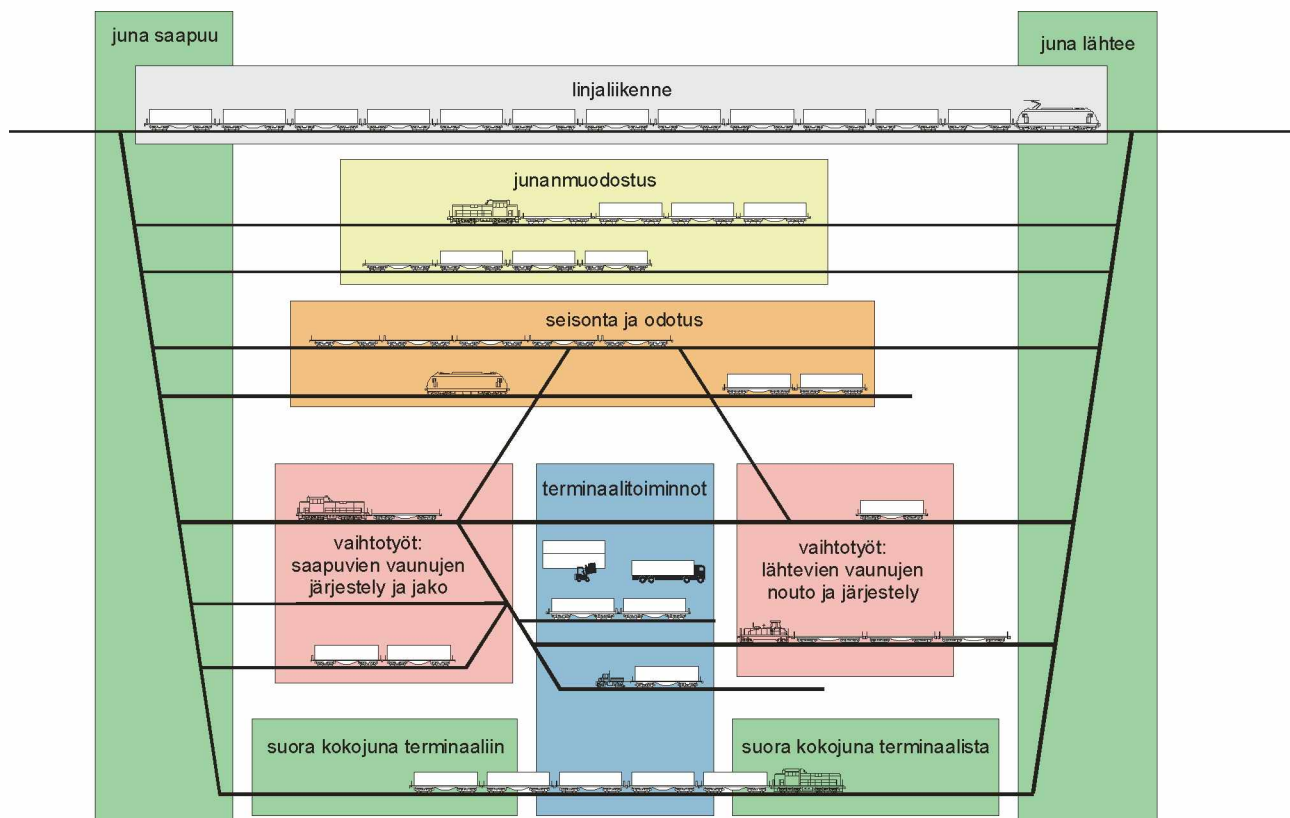 juna saapuu
juna lähtee
linjaliikenne
junanmuodostus
seisonta ja odotus
vaihtotyöt:
saapuvien vaunujen
järjestely ja jako
terminaalitoiminnot
vaihtotyöt:
lähtevien vaunujen
nouto ja järjestely
suora kokojuna terminaaliin
suora kokojuna terminaalista